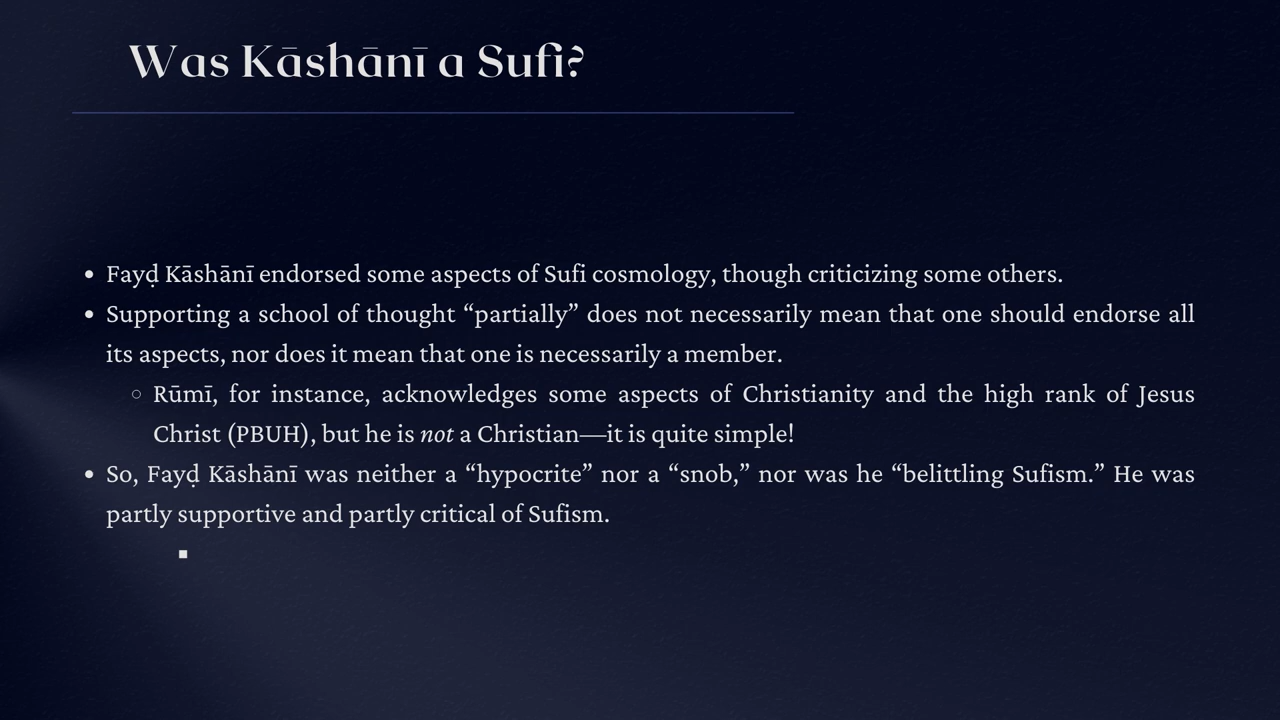 Was Kāshānī a Sufi?
• Fayḍ Kāshānī endorsed some aspects of Sufi cosmology, though criticizing some others.
• Supporting a school of thought “partially” does not necessarily mean that one should endorse all
its aspects, nor does it mean that one is necessarily a member.
○ Rūmī, for instance, acknowledges some aspects of Christianity and the high rank of Jesus
Christ (PBUH), but he is not a Christian—it is quite simple!
• So, Fayḍ Kāshānī was neither a “hypocrite” nor a “snob,” nor was he “belittling Sufism.” He was
partly supportive and partly critical of Sufism.
▪